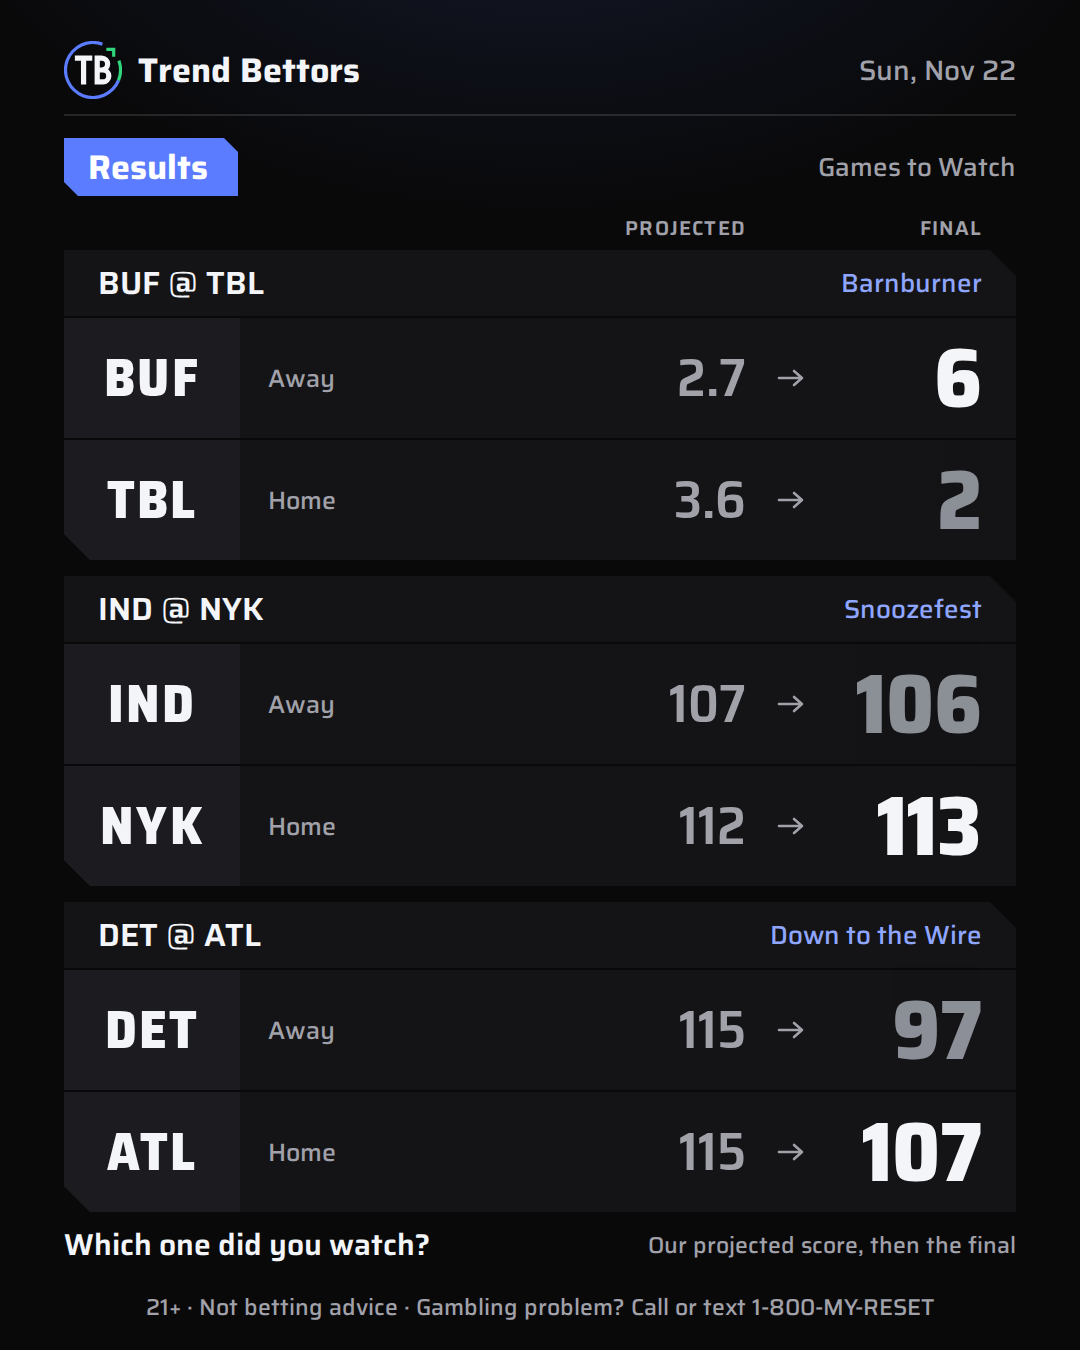 TB Trend Bettors
Sun, Nov 22
Results
Games to Watch
PROJECTED FINAL
BUF @ TBL Barnburner
BUF Away 2.7 → 6
TBL Home 3.6 → 2
IND @ NYK Snoozefest
IND Away 107 → 106
NYK Home 112 → 113
DET @ ATL Down to the Wire
DET Away 115 → 97
ATL Home 115 → 107
Which one did you watch?
Our projected score, then the final
21+ · Not betting advice · Gambling problem? Call or text 1-800-MY-RESET